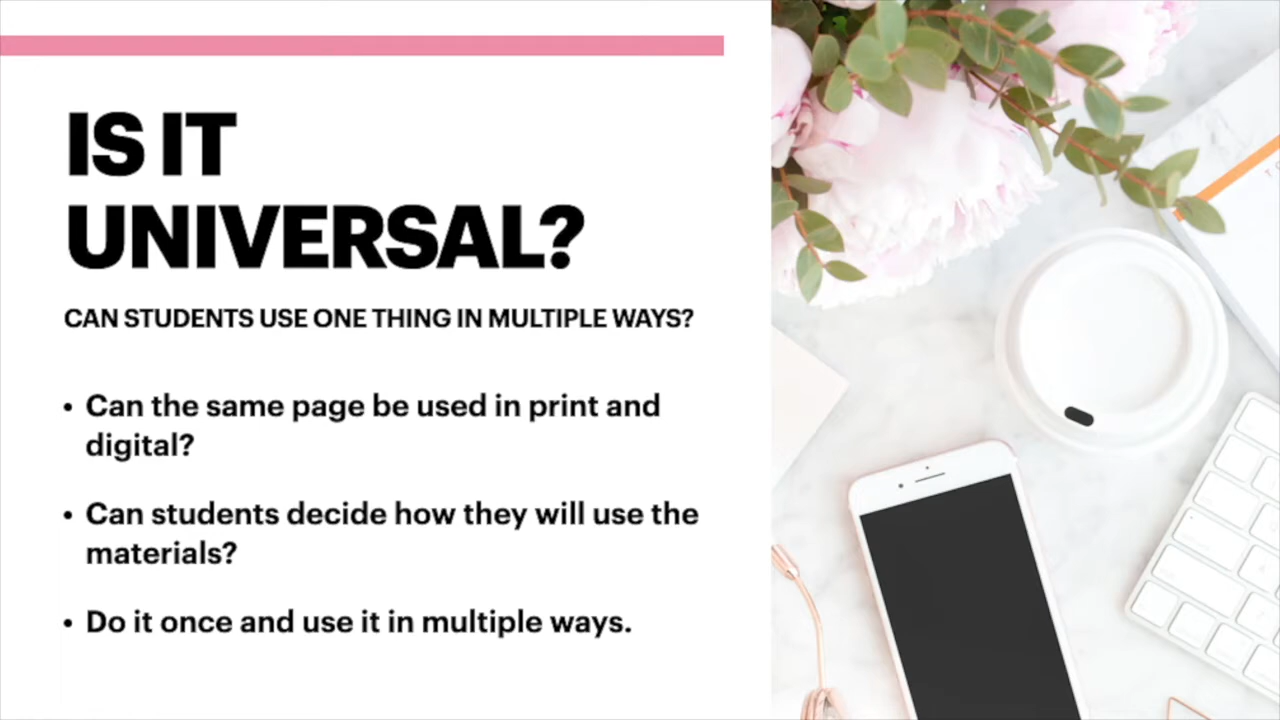 IS IT
UNIVERSAL?
CAN STUDENTS USE ONE THING IN MULTIPLE WAYS?
• Can the same page be used in print and
digital?
• Can students decide how they will use the
materials?
• Do it once and use it in multiple ways.